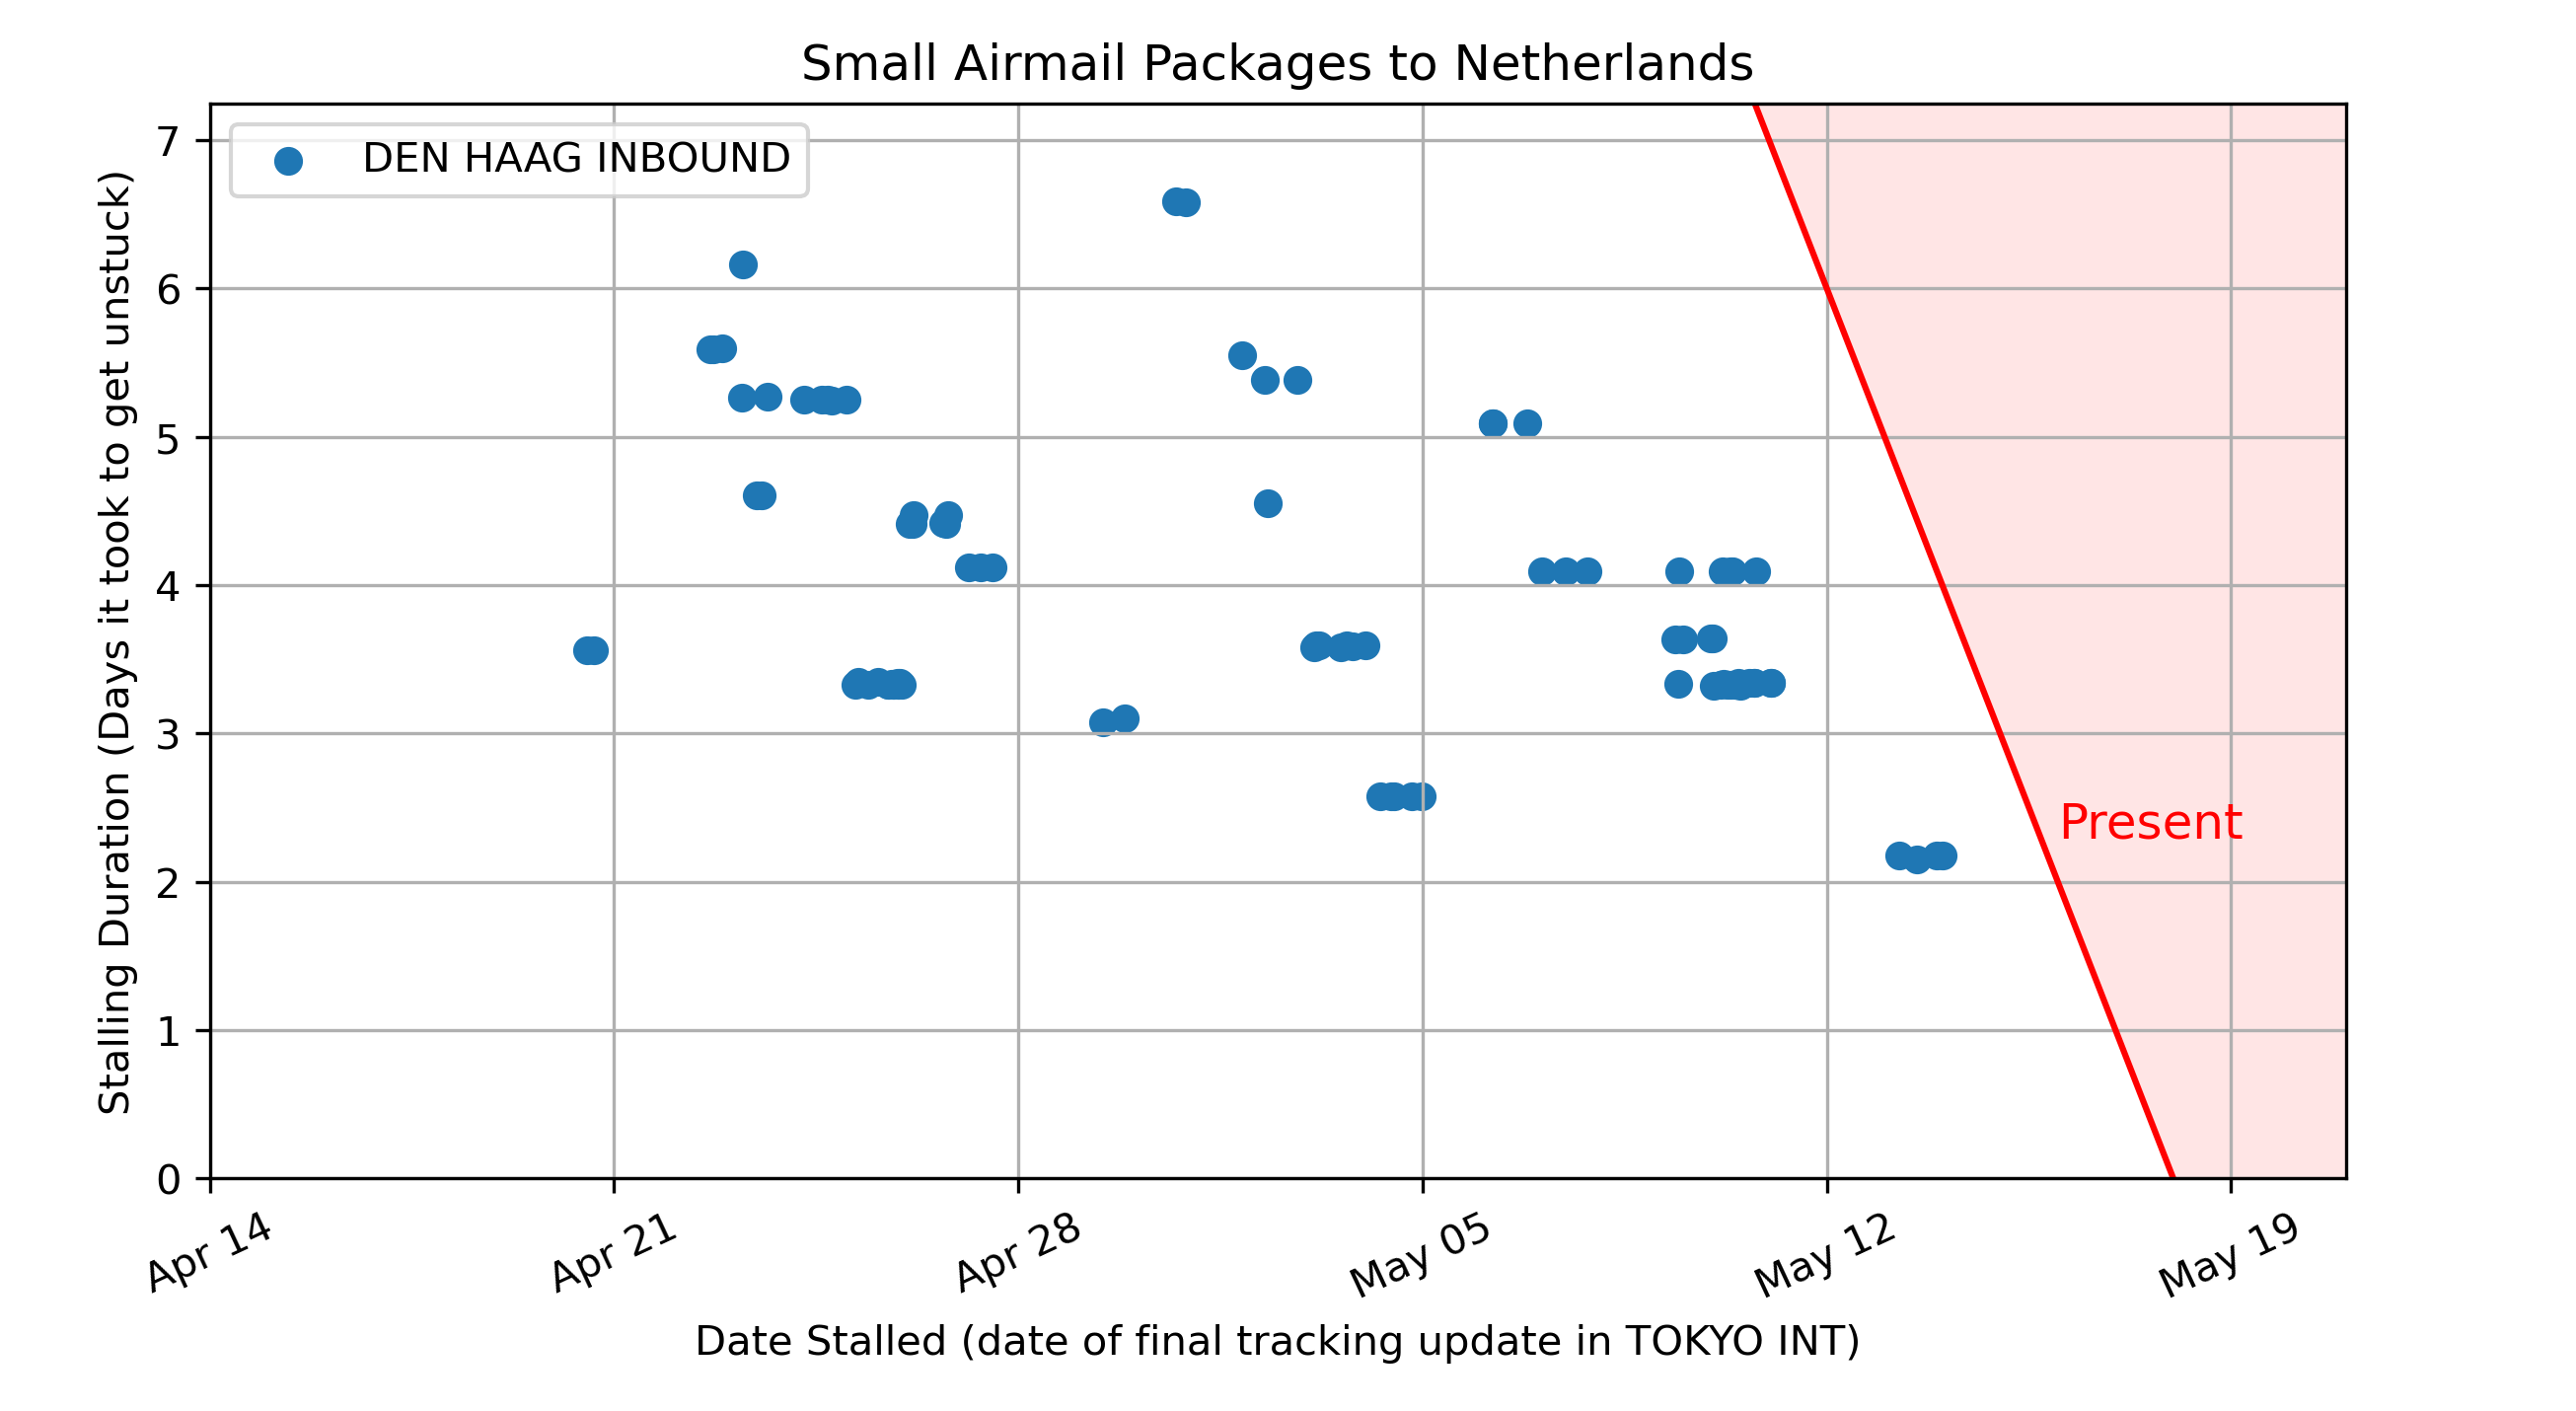 Small Airmail Packages to Netherlands
DEN HAAG INBOUND
Stalling Duration (Days it took to get unstuck)
7
6
5
4
3
2
1
0
Present
Apr 14
Apr 21
Apr 28
May 05
May 12
May 19
Date Stalled (date of final tracking update in TOKYO INT)